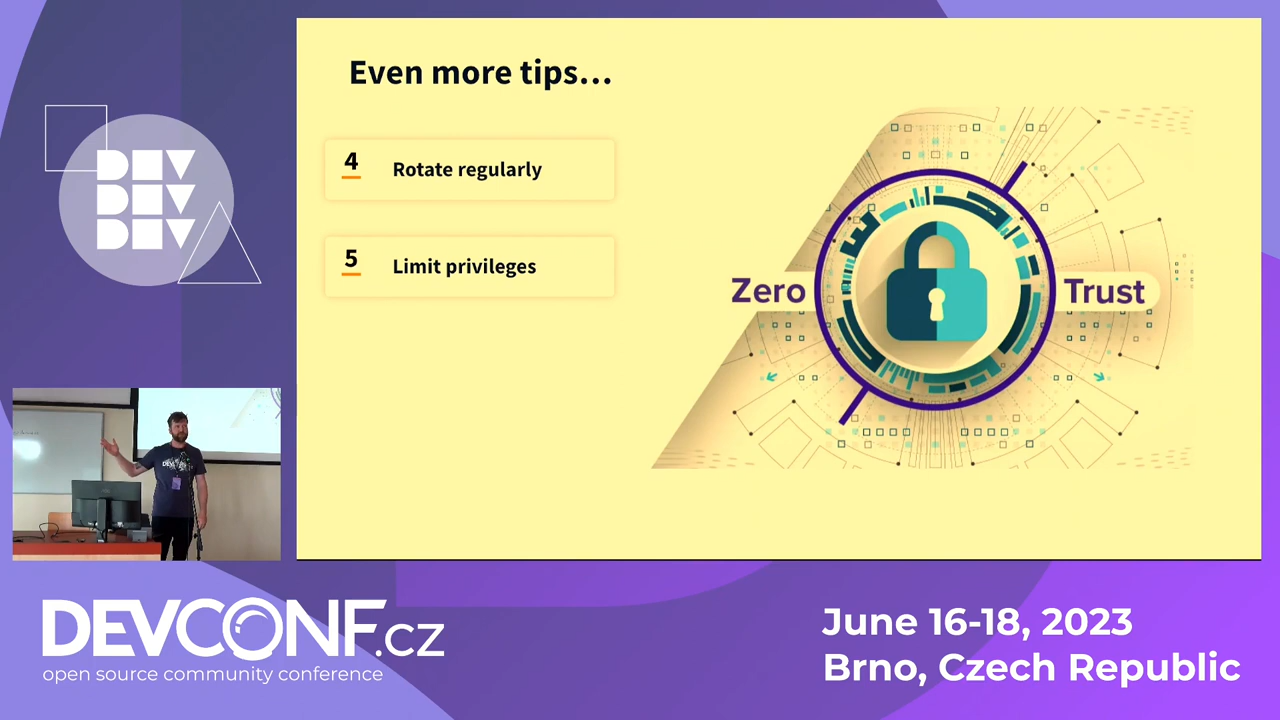 Even more tips...
4 Rotate regularly
5 Limit privileges
Zero Trust
DEV
DEV
DEV
DEVCONF.cz
open source community conference
June 16-18, 2023
Brno, Czech Republic